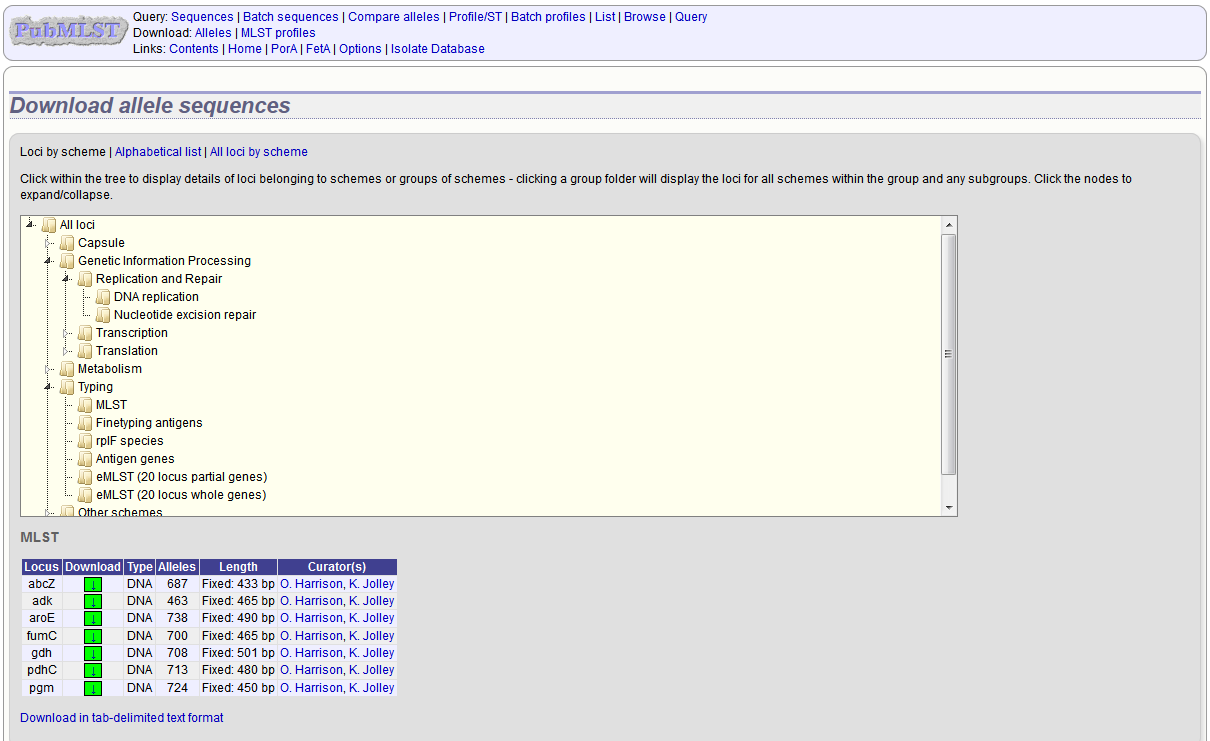 PubMLST
Query: Sequences | Batch sequences | Compare alleles | Profile/ST | Batch profiles | List | Browse | Query
Download: Alleles | MLST profiles
Links: Contents | Home | PorA | FetA | Options | Isolate Database
Download allele sequences
Loci by scheme | Alphabetical list | All loci by scheme
Click within the tree to display details of loci belonging to schemes or groups of schemes - clicking a group folder will display the loci for all schemes within the group and any subgroups. Click the nodes to
expand/collapse.
All loci
Capsule
Genetic Information Processing
Replication and Repair
DNA replication
Nucleotide excision repair
Transcription
Translation
Metabolism
Typing
MLST
Finetyping antigens
rplF species
Antigen genes
eMLST (20 locus partial genes)
eMLST (20 locus whole genes)
Other schemes
MLST
Locus Download Type Alleles Length Curator(s)
abcZ ↓ DNA 687 Fixed: 433 bp O. Harrison, K. Jolley
adk ↓ DNA 463 Fixed: 465 bp O. Harrison, K. Jolley
aroE ↓ DNA 738 Fixed: 490 bp O. Harrison, K. Jolley
fumC ↓ DNA 700 Fixed: 465 bp O. Harrison, K. Jolley
gdh ↓ DNA 708 Fixed: 501 bp O. Harrison, K. Jolley
pdhC ↓ DNA 713 Fixed: 480 bp O. Harrison, K. Jolley
pgm ↓ DNA 724 Fixed: 450 bp O. Harrison, K. Jolley
Download in tab-delimited text format